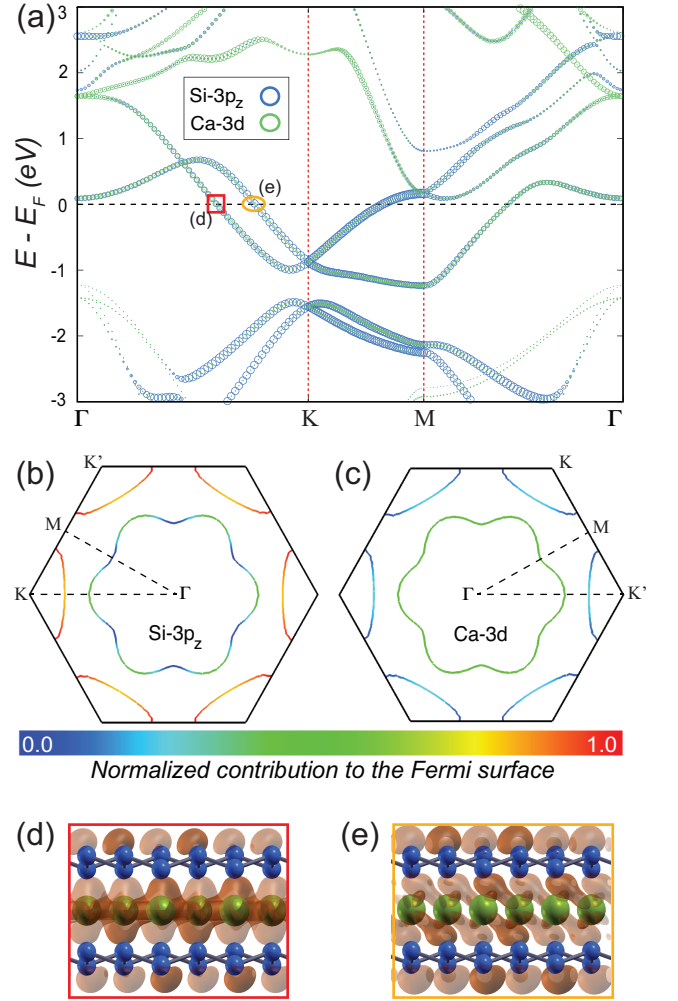 (a)
3
2
1
0
-1
-2
-3
E - E_F (eV)
Si-3p_z
Ca-3d
(d)
(e)
Γ K M Γ
(b)
K'
M
K
Γ
Si-3p_z
(c)
K
M
Γ
K'
Ca-3d
0.0 1.0
Normalized contribution to the Fermi surface
(d)
(e)